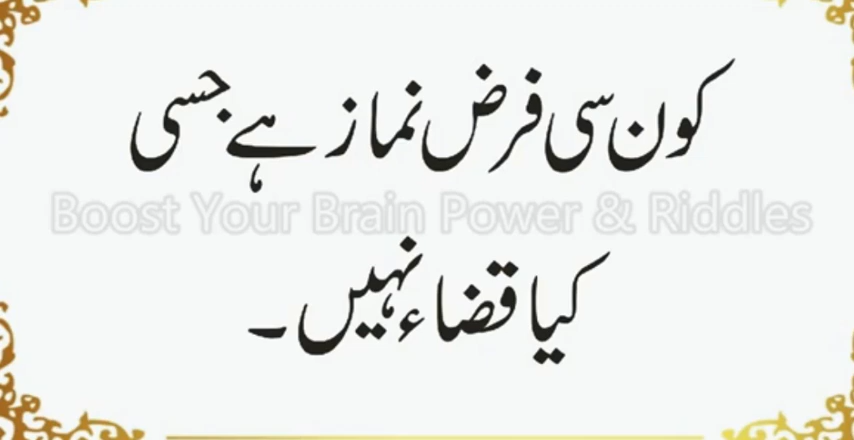 کون سی فرض نماز ہے جسی
Boost Your Brain Power & Riddles
کیا قضاء نہیں۔